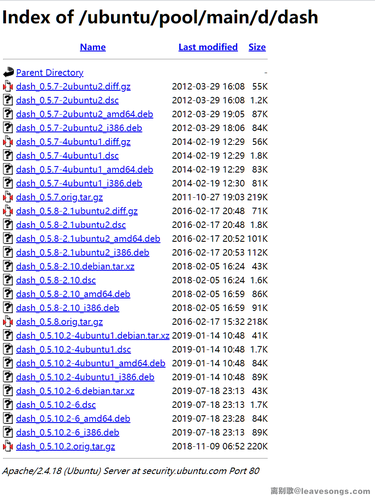 Index of /ubuntu/pool/main/d/dash
Name Last modified Size
Parent Directory -
dash_0.5.7-2ubuntu2.diff.gz 2012-03-29 16:08 55K
dash_0.5.7-2ubuntu2.dsc 2012-03-29 16:08 1.2K
dash_0.5.7-2ubuntu2_amd64.deb 2012-03-29 19:05 87K
dash_0.5.7-2ubuntu2_i386.deb 2012-03-29 18:06 84K
dash_0.5.7-4ubuntu1.diff.gz 2014-02-19 12:29 56K
dash_0.5.7-4ubuntu1.dsc 2014-02-19 12:29 1.8K
dash_0.5.7-4ubuntu1_amd64.deb 2014-02-19 12:29 83K
dash_0.5.7-4ubuntu1_i386.deb 2014-02-19 12:30 81K
dash_0.5.7.orig.tar.gz 2011-10-27 19:03 219K
dash_0.5.8-2.1ubuntu2.diff.gz 2016-02-17 20:48 71K
dash_0.5.8-2.1ubuntu2.dsc 2016-02-17 20:48 1.8K
dash_0.5.8-2.1ubuntu2_amd64.deb 2016-02-17 20:52 101K
dash_0.5.8-2.1ubuntu2_i386.deb 2016-02-17 20:53 112K
dash_0.5.8-2.10.debian.tar.xz 2018-02-05 16:24 43K
dash_0.5.8-2.10.dsc 2018-02-05 16:24 1.6K
dash_0.5.8-2.10_amd64.deb 2018-02-05 16:59 86K
dash_0.5.8-2.10_i386.deb 2018-02-05 16:59 91K
dash_0.5.8.orig.tar.gz 2016-02-17 15:32 218K
dash_0.5.10.2-4ubuntu1.debian.tar.xz 2019-01-14 10:48 41K
dash_0.5.10.2-4ubuntu1.dsc 2019-01-14 10:48 1.7K
dash_0.5.10.2-4ubuntu1_amd64.deb 2019-01-14 10:48 84K
dash_0.5.10.2-4ubuntu1_i386.deb 2019-01-14 10:48 89K
dash_0.5.10.2-6.debian.tar.xz 2019-07-18 23:13 43K
dash_0.5.10.2-6.dsc 2019-07-18 23:13 1.7K
dash_0.5.10.2-6_amd64.deb 2019-07-18 23:24 84K
dash_0.5.10.2-6_i386.deb 2019-07-18 23:13 89K
dash_0.5.10.2.orig.tar.gz 2018-11-09 06:52 220K
Apache/2.4.18 (Ubuntu) Server at security.ubuntu.com Port 80
离别歌@leavesongs.com